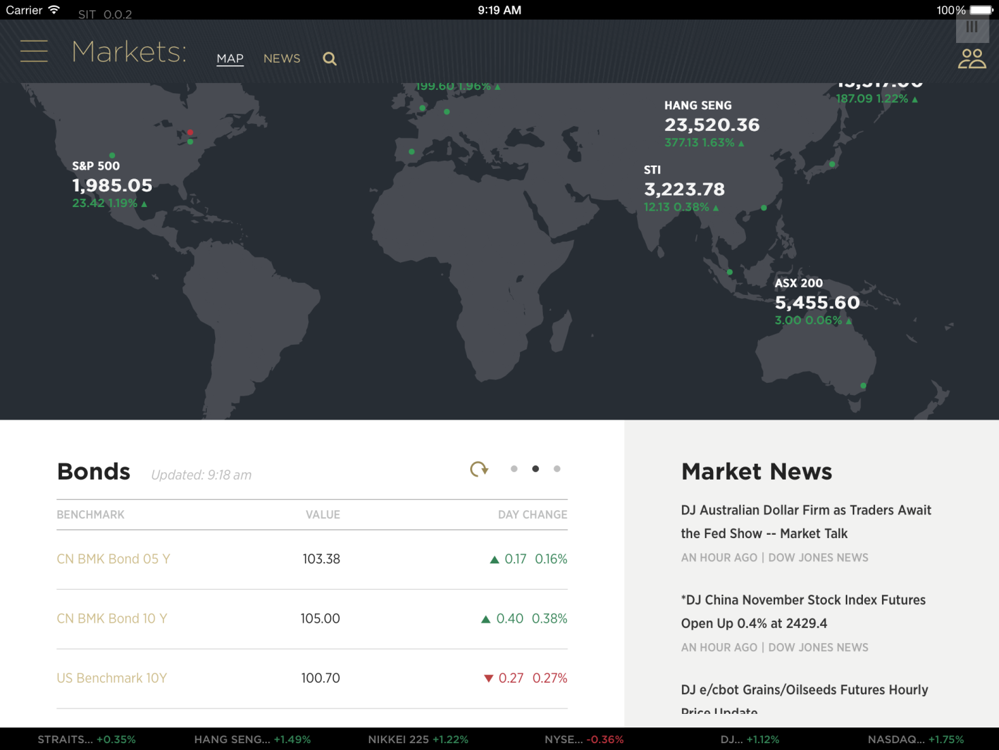 Carrier
SIT 0.0.2
9:19 AM
100%
Markets:
MAP
NEWS
199.60 1.96% ▲
187.09 1.22% ▲
HANG SENG
23,520.36
377.13 1.63% ▲
S&P 500
1,985.05
23.42 1.19% ▲
STI
3,223.78
12.13 0.38% ▲
ASX 200
5,455.60
3.00 0.06% ▲
Bonds Updated: 9:18 am
BENCHMARK VALUE DAY CHANGE
CN BMK Bond 05 Y 103.38 ▲ 0.17 0.16%
CN BMK Bond 10 Y 105.00 ▲ 0.40 0.38%
US Benchmark 10Y 100.70 ▼ 0.27 0.27%
Market News
DJ Australian Dollar Firm as Traders Await
the Fed Show -- Market Talk
AN HOUR AGO | DOW JONES NEWS
*DJ China November Stock Index Futures
Open Up 0.4% at 2429.4
AN HOUR AGO | DOW JONES NEWS
DJ e/cbot Grains/Oilseeds Futures Hourly
Price Update
STRAITS... +0.35% HANG SENG... +1.49% NIKKEI 225 +1.22% NYSE... -0.36% DJ... +1.12% NASDAQ... +1.75%